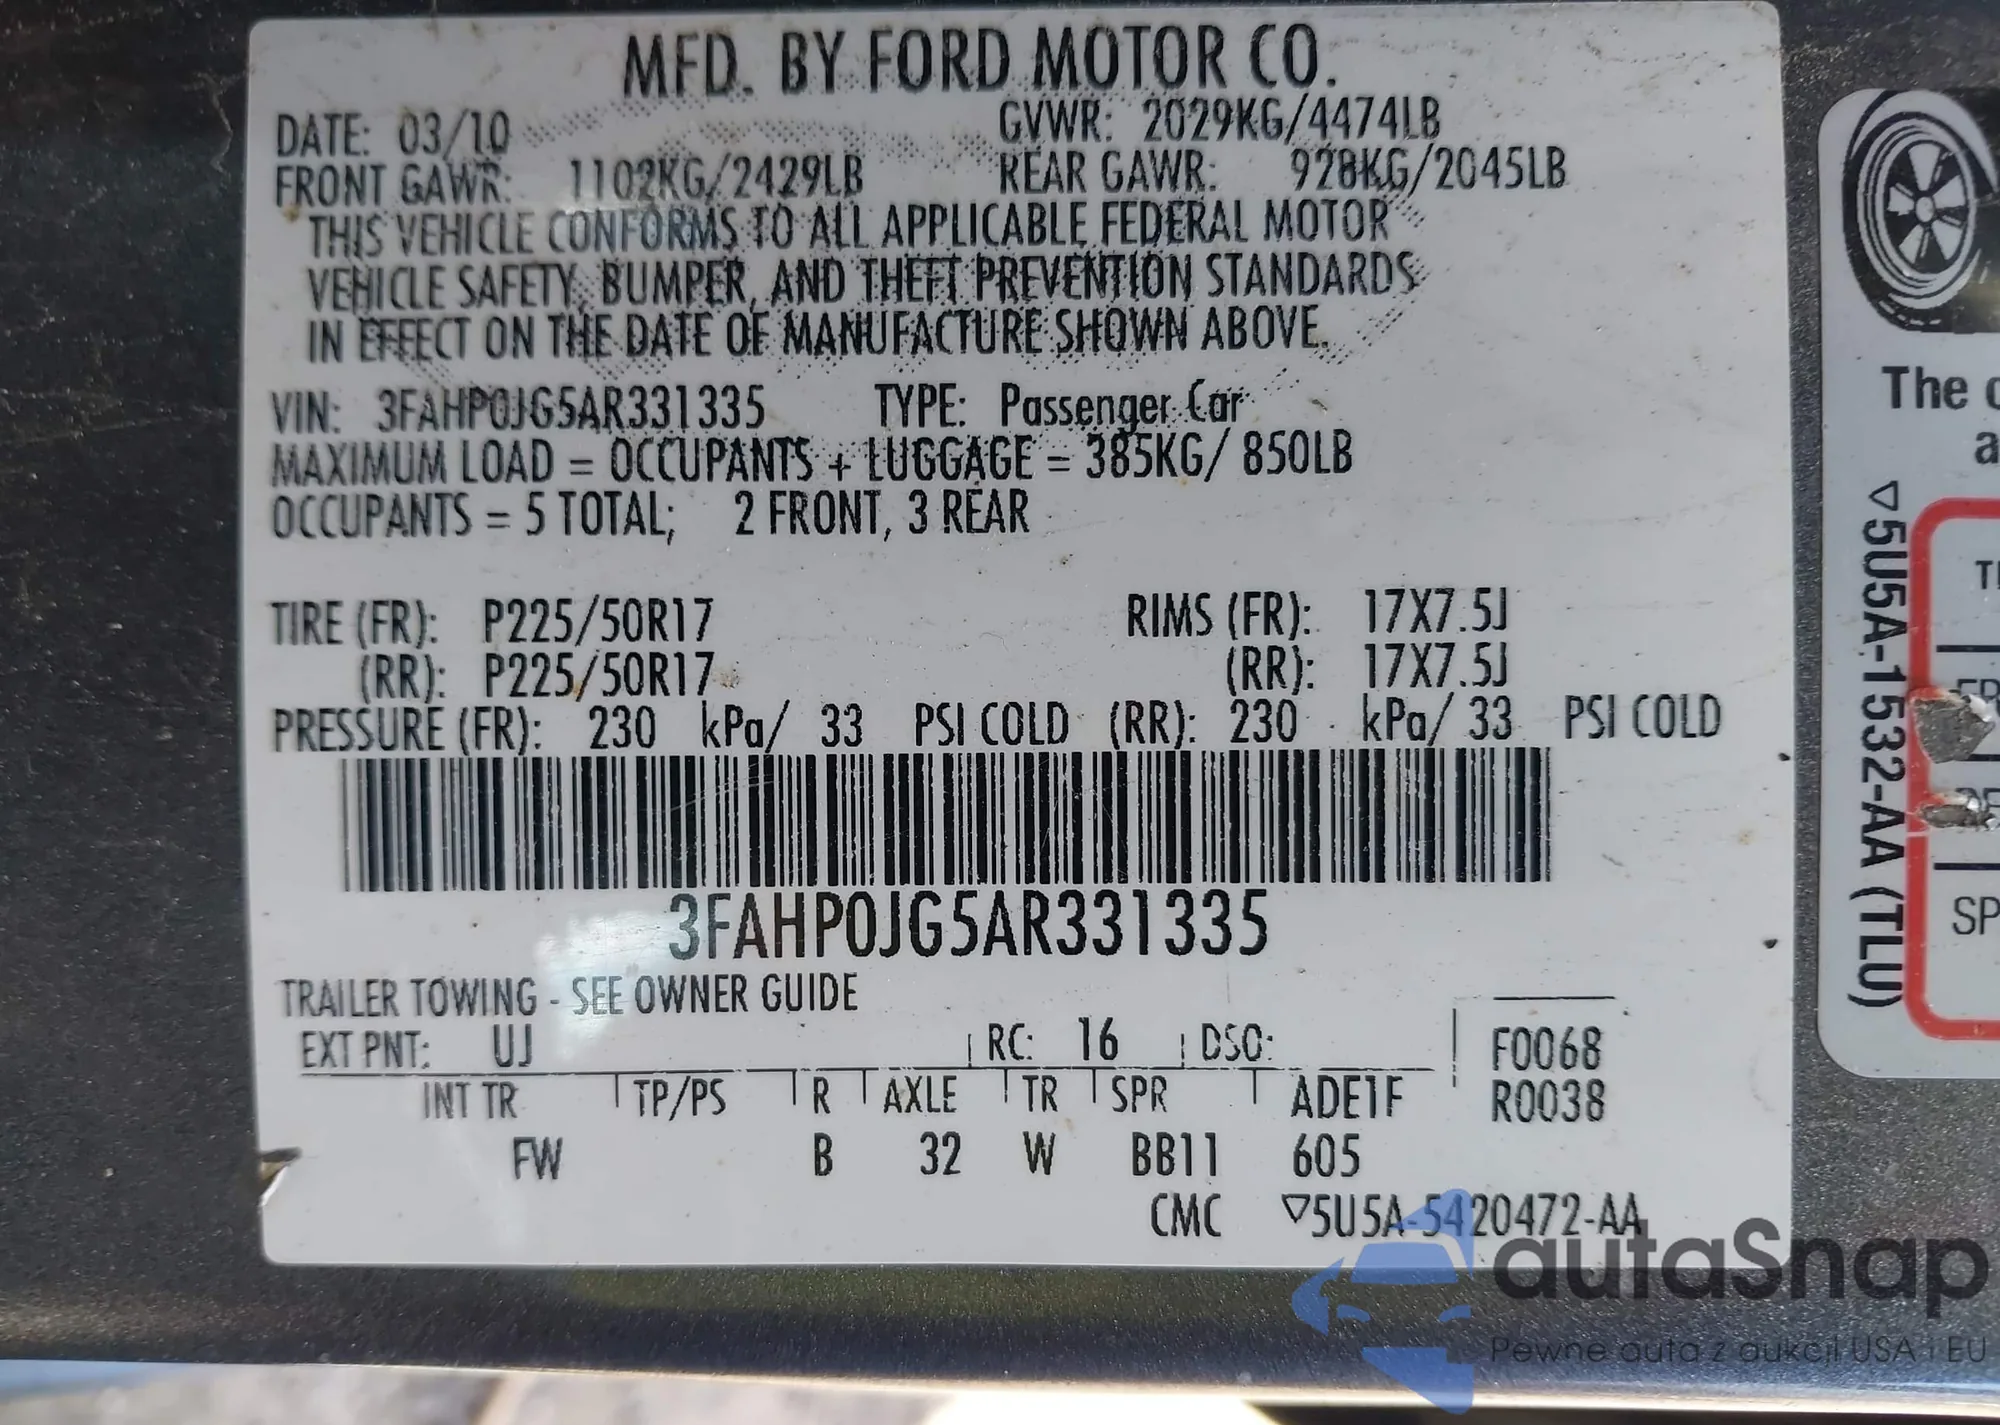 MFD. BY FORD MOTOR CO.
DATE: 03/10 GVWR: 2029KG/4474LB
FRONT GAWR: 1102KG/2429LB REAR GAWR: 928KG/2045LB
THIS VEHICLE CONFORMS TO ALL APPLICABLE FEDERAL MOTOR
VEHICLE SAFETY, BUMPER, AND THEFT PREVENTION STANDARDS
IN EFFECT ON THE DATE OF MANUFACTURE SHOWN ABOVE.
VIN: 3FAHP0JG5AR331335 TYPE: Passenger Car
MAXIMUM LOAD = OCCUPANTS + LUGGAGE = 385KG/ 850LB
OCCUPANTS = 5 TOTAL; 2 FRONT, 3 REAR
TIRE (FR): P225/50R17 RIMS (FR): 17X7.5J
(RR): P225/50R17 (RR): 17X7.5J
PRESSURE (FR): 230 kPa/ 33 PSI COLD (RR): 230 kPa/ 33 PSI COLD
3FAHP0JG5AR331335
TRAILER TOWING - SEE OWNER GUIDE
EXT PNT: UJ RC: 16 DSO: F0068
INT TR TP/PS R AXLE TR SPR ADE1F R0038
FW B 32 W BB11 605
CMC ▽5U5A-5420472-AA
The
▽5U5A-1532-AA (TLU)
SP
autaSnap
Pewne auta z aukcji USA i EU